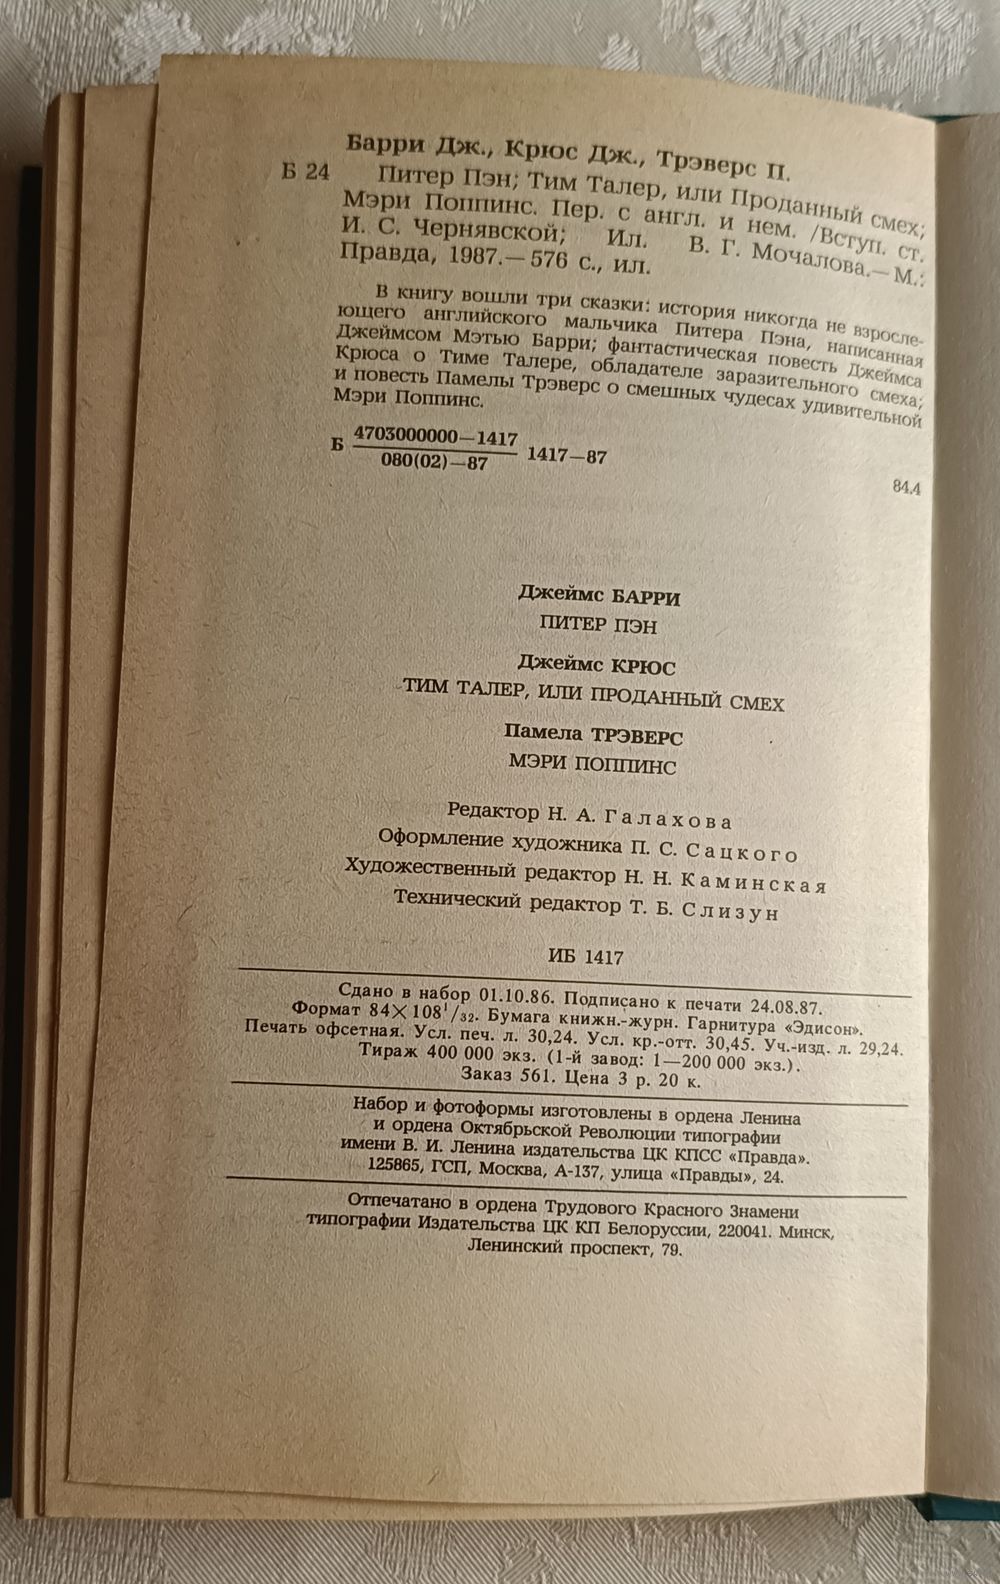 Барри Дж., Крюс Дж., Трэверс П.
Б 24 Питер Пэн; Тим Талер, или Проданный смех;
Мэри Поппинс. Пер. с англ. и нем. /Вступ. ст.
И. С. Чернявской; Ил. В. Г. Мочалова.— М.:
Правда, 1987.— 576 с., ил.
В книгу вошли три сказки: история никогда не взросле-
ющего английского мальчика Питера Пэна, написанная
Джеймсом Мэтью Барри; фантастическая повесть Джеймса
Крюса о Тиме Талере, обладателе заразительного смеха;
и повесть Памелы Трэверс о смешных чудесах удивительной
Мэри Поппинс.
Б 4703000000—1417
080(02)—87 1417—87
84.4
Джеймс БАРРИ
ПИТЕР ПЭН
Джеймс КРЮС
ТИМ ТАЛЕР, ИЛИ ПРОДАННЫЙ СМЕХ
Памела ТРЭВЕРС
МЭРИ ПОППИНС
Редактор Н. А. Галахова
Оформление художника П. С. Сацкого
Художественный редактор Н. Н. Каминская
Технический редактор Т. Б. Слизун
ИБ 1417
Сдано в набор 01.10.86. Подписано к печати 24.08.87.
Формат 84×108¹/₃₂. Бумага книжн.-журн. Гарнитура «Эдисон».
Печать офсетная. Усл. печ. л. 30,24. Усл. кр.-отт. 30,45. Уч.-изд. л. 29,24.
Тираж 400 000 экз. (1-й завод: 1—200 000 экз.).
Заказ 561. Цена 3 р. 20 к.
Набор и фотоформы изготовлены в ордена Ленина
и ордена Октябрьской Революции типографии
имени В. И. Ленина издательства ЦК КПСС «Правда».
125865, ГСП, Москва, А-137, улица «Правды», 24.
Отпечатано в ордена Трудового Красного Знамени
типографии Издательства ЦК КП Белоруссии, 220041. Минск,
Ленинский проспект, 79.